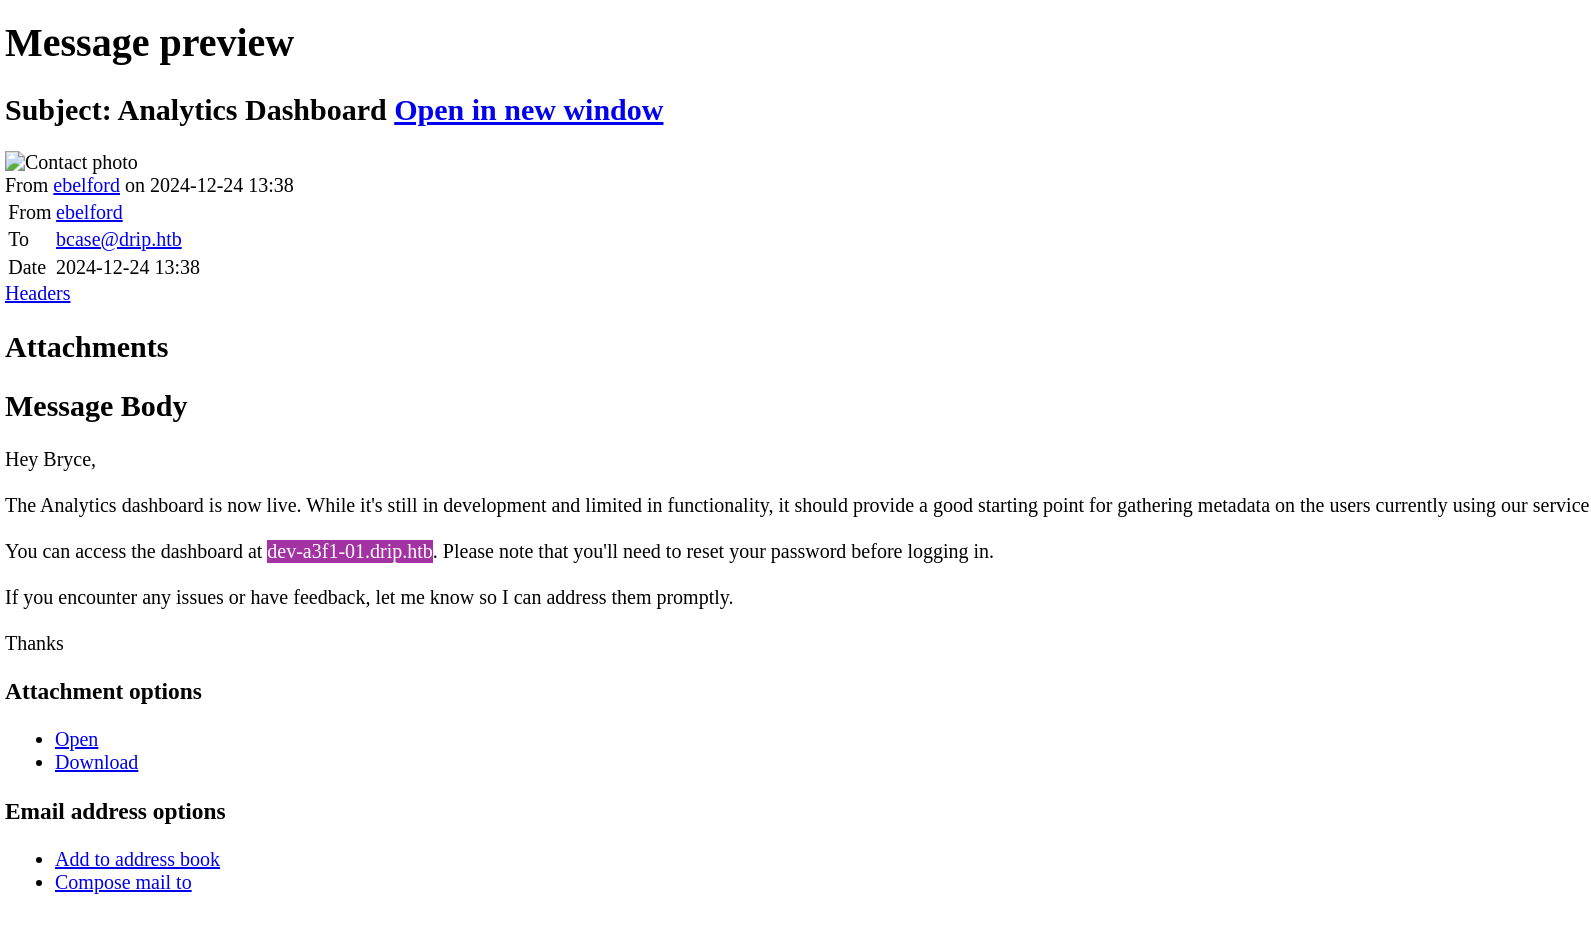 Message preview
Subject: Analytics Dashboard Open in new window
Contact photo
From ebelford on 2024-12-24 13:38
From ebelford
To bcase@drip.htb
Date 2024-12-24 13:38
Headers
Attachments
Message Body
Hey Bryce,
The Analytics dashboard is now live. While it's still in development and limited in functionality, it should provide a good starting point for gathering metadata on the users currently using our service
You can access the dashboard at dev-a3f1-01.drip.htb. Please note that you'll need to reset your password before logging in.
If you encounter any issues or have feedback, let me know so I can address them promptly.
Thanks
Attachment options
Open
Download
Email address options
Add to address book
Compose mail to